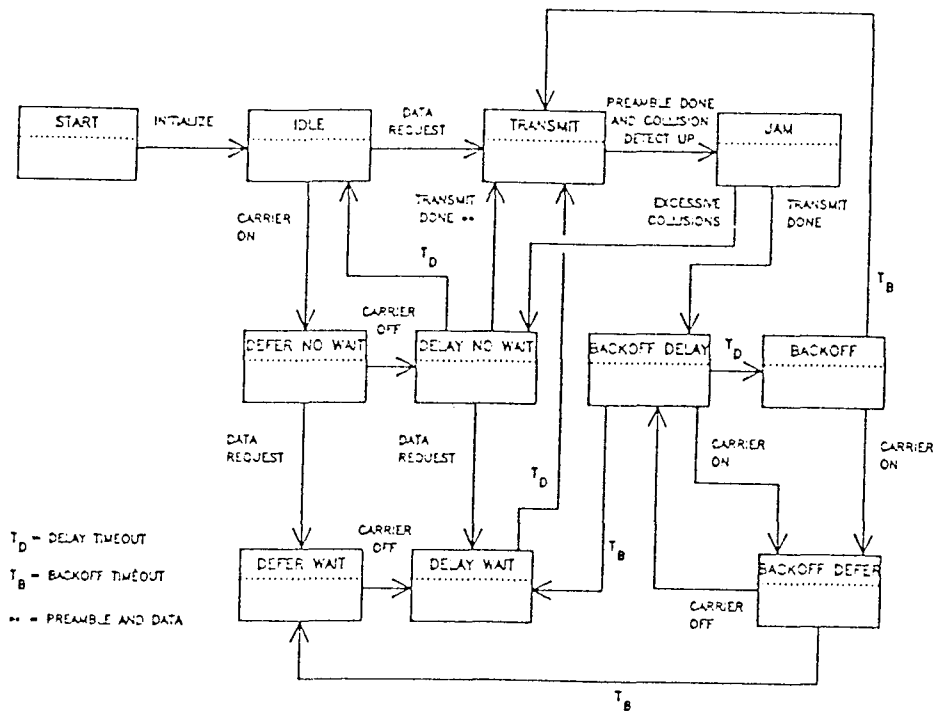 PREAMBLE DONE
AND COLLISION
DETECT UP
START
INITIALIZE
IDLE
DATA
REQUEST
TRANSMIT
JAM
CARRIER
ON
TRANSMIT
DONE **
EXCESSIVE
COLLISIONS
TRANSMIT
DONE
T_D
T_B
DEFER NO WAIT
CARRIER
OFF
DELAY NO WAIT
BACKOFF DELAY
T_D
BACKOFF
DATA
REQUEST
DATA
REQUEST
T_D
CARRIER
ON
CARRIER
ON
T_D = DELAY TIMEOUT
T_B = BACKOFF TIMEOUT
** = PREAMBLE AND DATA
DEFER WAIT
CARRIER
OFF
DELAY WAIT
T_B
BACKOFF DEFER
CARRIER
OFF
T_B